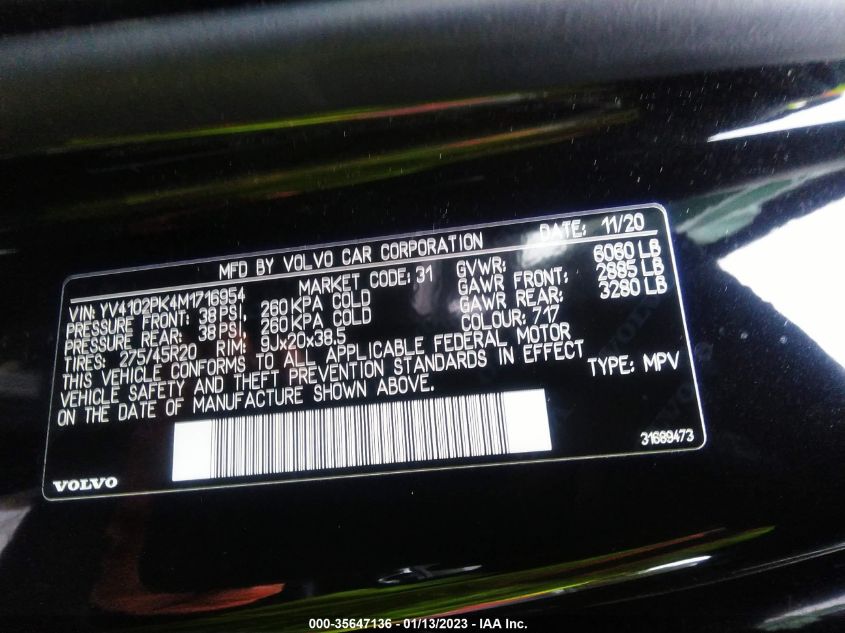 MFD BY VOLVO CAR CORPORATION DATE: 11/20
VIN: YV4102PK4M1716954 MARKET CODE: 31 GVWR: 6060 LB
PRESSURE FRONT: 38 PSI, 260 KPA COLD GAWR FRONT: 2885 LB
PRESSURE REAR: 38 PSI, 260 KPA COLD GAWR REAR: 3280 LB
TIRES: 275/45R20 RIM: 9Jx20x38.5 COLOUR: 717
THIS VEHICLE CONFORMS TO ALL APPLICABLE FEDERAL MOTOR
VEHICLE SAFETY AND THEFT PREVENTION STANDARDS IN EFFECT
ON THE DATE OF MANUFACTURE SHOWN ABOVE. TYPE: MPV
31689473
VOLVO
000-35647136 - 01/13/2023 - IAA Inc.